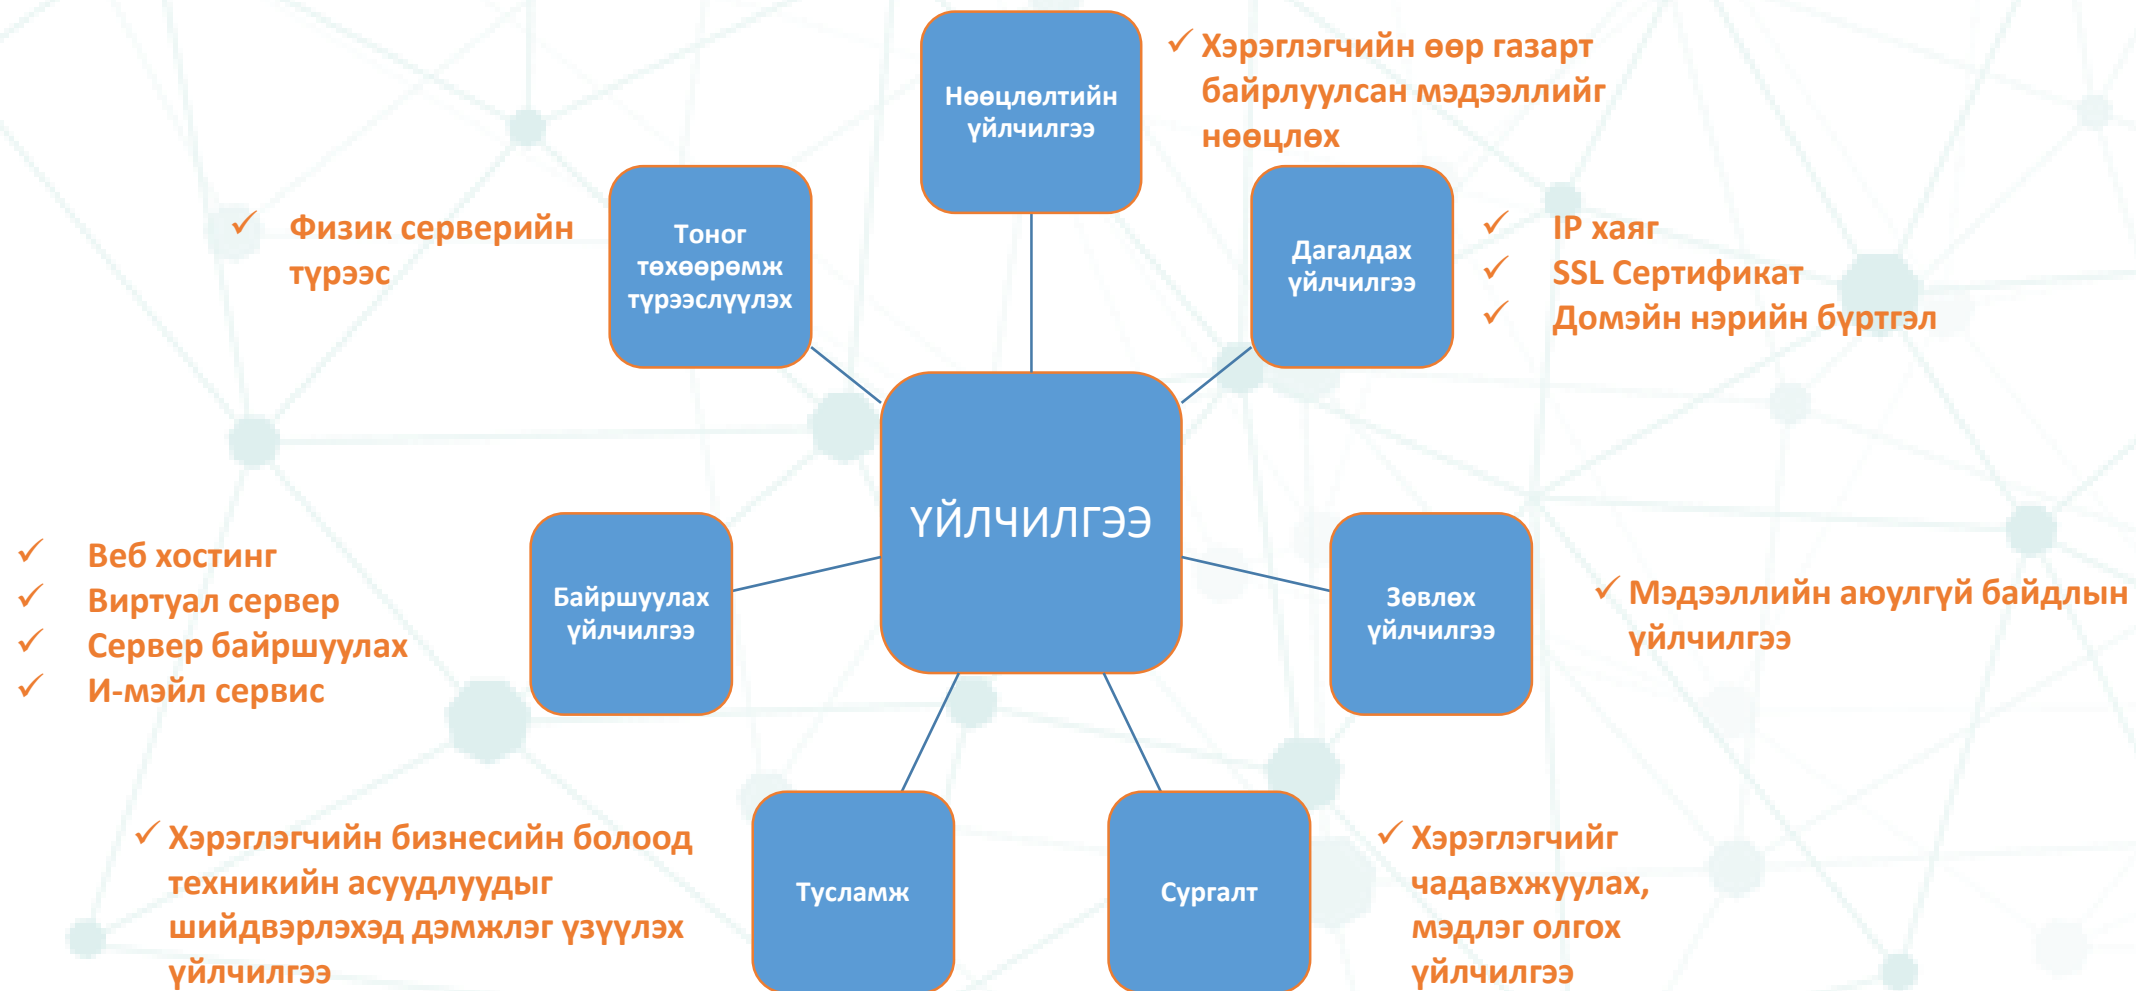 Нөөцлөлтийн
үйлчилгээ
Хэрэглэгчийн өөр газарт
байрлуулсан мэдээллийг
нөөцлөх
Физик серверийн
түрээс
Тоног
төхөөрөмж
түрээслүүлэх
Дагалдах
үйлчилгээ
IP хаяг
SSL Сертификат
Домэйн нэрийн бүртгэл
ҮЙЛЧИЛГЭЭ
Веб хостинг
Виртуал сервер
Сервер байршуулах
И-мэйл сервис
Байршуулах
үйлчилгээ
Зөвлөх
үйлчилгээ
Мэдээллийн аюулгүй байдлын
үйлчилгээ
Хэрэглэгчийн бизнесийн болоод
техникийн асуудлуудыг
шийдвэрлэхэд дэмжлэг үзүүлэх
үйлчилгээ
Тусламж
Сургалт
Хэрэглэгчийг
чадавхжуулах,
мэдлэг олгох
үйлчилгээ